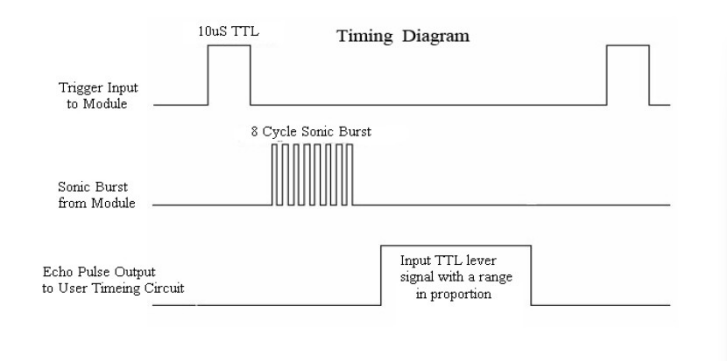 10uS TTL
Timing Diagram
Trigger Input
to Module
8 Cycle Sonic Burst
Sonic Burst
from Module
Echo Pulse Output
to User Timeing Circuit
Input TTL lever
signal with a range
in proportion